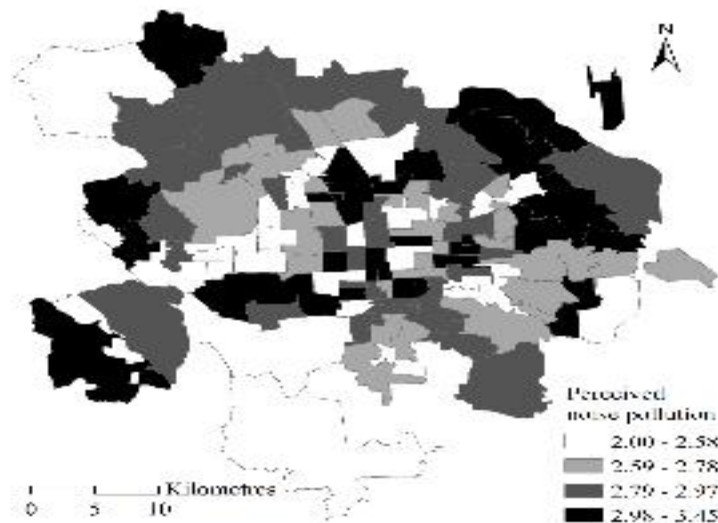 N
Perceived
noise pollution
2.00 - 2.58
2.59 - 2.78
2.79 - 2.97
2.98 - 3.45
Kilometres
0 5 10